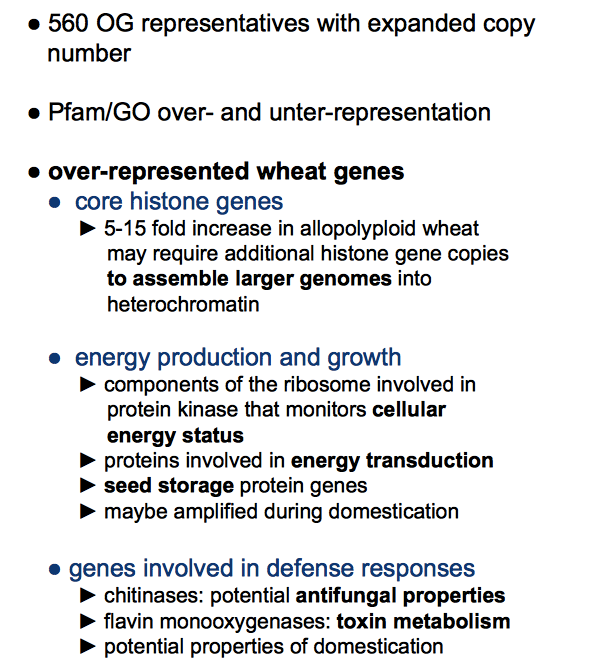 ● 560 OG representatives with expanded copy
number
● Pfam/GO over- and unter-representation
● over-represented wheat genes
● core histone genes
► 5-15 fold increase in allopolyploid wheat
may require additional histone gene copies
to assemble larger genomes into
heterochromatin
● energy production and growth
► components of the ribosome involved in
protein kinase that monitors cellular
energy status
► proteins involved in energy transduction
► seed storage protein genes
► maybe amplified during domestication
● genes involved in defense responses
► chitinases: potential antifungal properties
► flavin monooxygenases: toxin metabolism
► potential properties of domestication